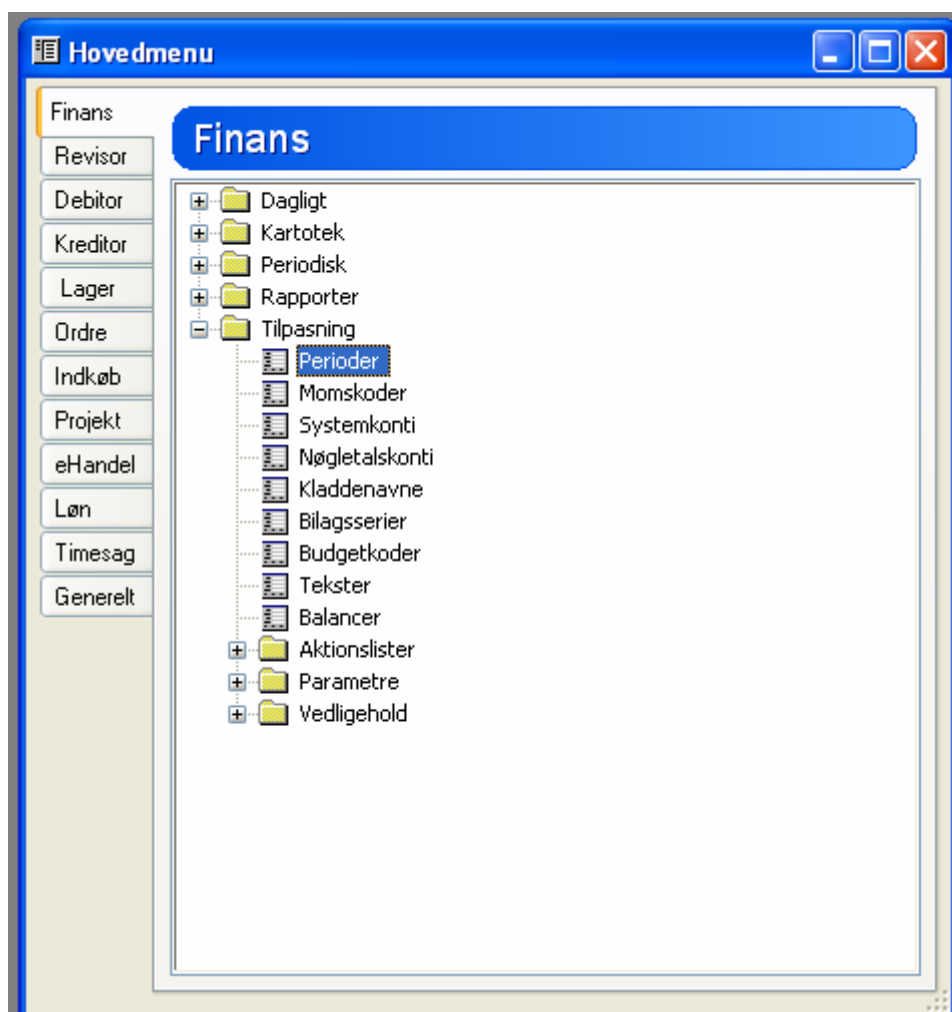 Hovedmenu
Finans
Revisor
Debitor
Kreditor
Lager
Ordre
Indkøb
Projekt
eHandel
Løn
Timesag
Generelt
Finans
Dagligt
Kartotek
Periodisk
Rapporter
Tilpasning
Perioder
Momskoder
Systemkonti
Nøgletalskonti
Kladdenavne
Bilagsserier
Budgetkoder
Tekster
Balancer
Aktionslister
Parametre
Vedligehold